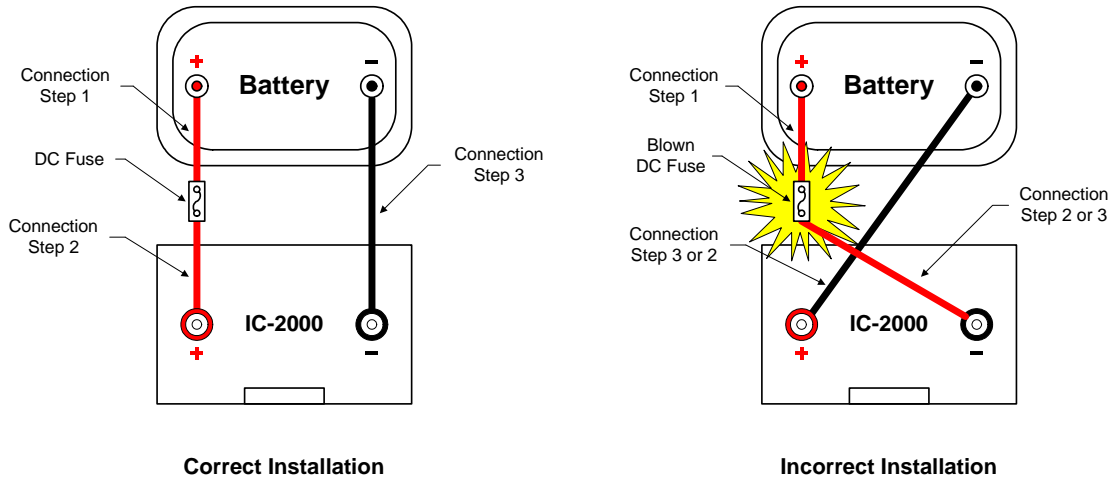 +
Battery
−
Connection
Step 1
DC Fuse
Connection
Step 3
Connection
Step 2
IC-2000
+
−
Correct Installation
+
Battery
−
Connection
Step 1
Blown
DC Fuse
Connection
Step 2 or 3
Connection
Step 3 or 2
IC-2000
+
−
Incorrect Installation